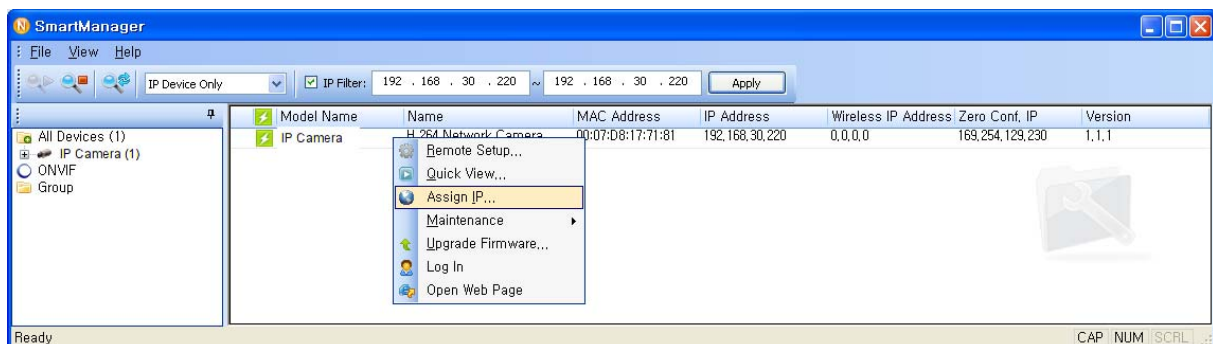 SmartManager
File View Help
IP Device Only IP Filter: 192 . 168 . 30 . 220 ~ 192 . 168 . 30 . 220 Apply
Model Name Name MAC Address IP Address Wireless IP Address Zero Conf, IP Version
All Devices (1)
IP Camera H.264 Network Camera 00:07:D8:17:71:81 192,168,30,220 0,0,0,0 169,254,129,230 1,1,1
IP Camera (1)
ONVIF
Group
Remote Setup...
Quick View...
Assign IP...
Maintenance
Upgrade Firmware...
Log In
Open Web Page
Ready CAP NUM SCRL